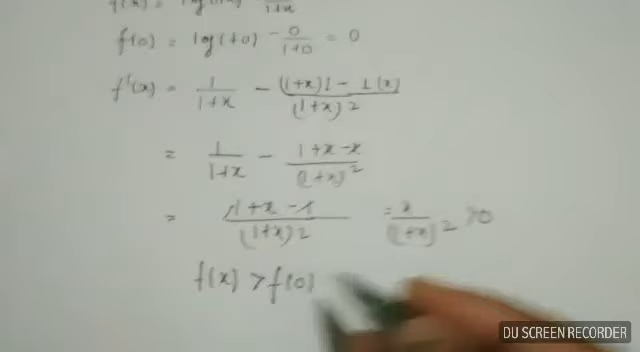 f(0) = log(1+0) - 0/(1+0) = 0
f'(x) = 1/(1+x) - ((1+x)1 - 1(x))/(1+x)2
= 1/(1+x) - (1+x-x)/(1+x)²
= (1+x-1)/(1+x)2 = x/(1+x)2 >0
f(x) > f(0)
DU SCREEN RECORDER